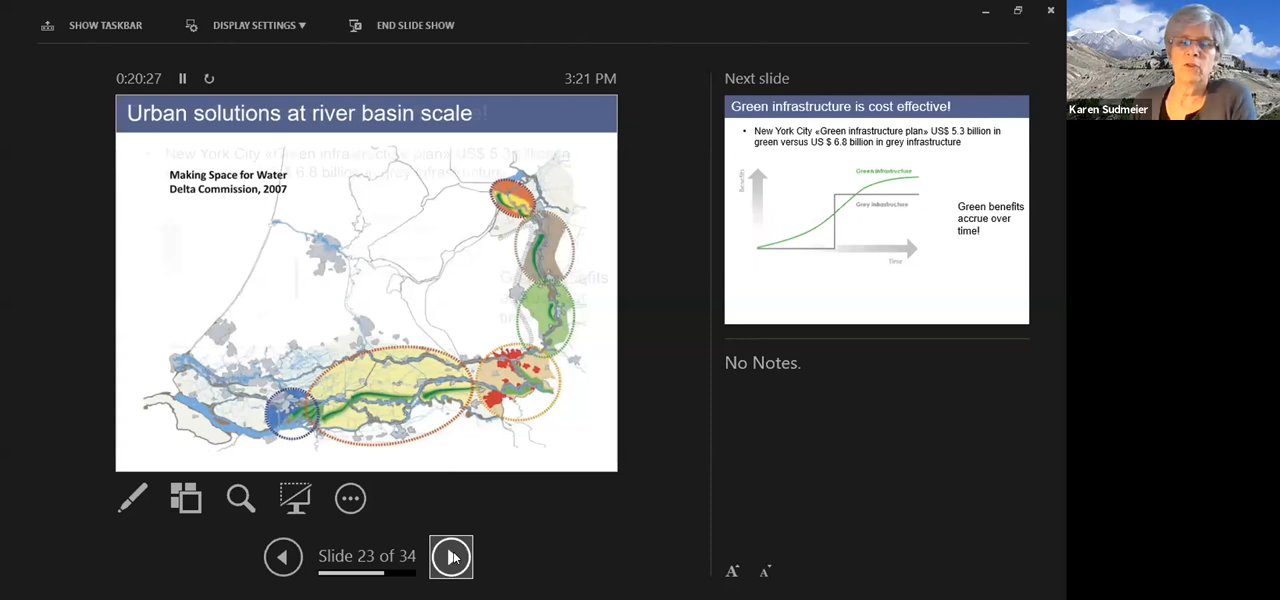 SHOW TASKBAR
DISPLAY SETTINGS ▼
END SLIDE SHOW
0:20:27
3:21 PM
Urban solutions at river basin scale
Making Space for Water
Delta Commission, 2007
Slide 23 of 34
Next slide
Green infrastructure is cost effective!
• New York City «Green infrastructure plan» US$ 5.3 billion in
green versus US $ 6.8 billion in grey infrastructure
Benefits
Green infrastructure
Grey infrastructure
Time
Green benefits
accrue over
time!
No Notes.
A A
Karen Sudmeier